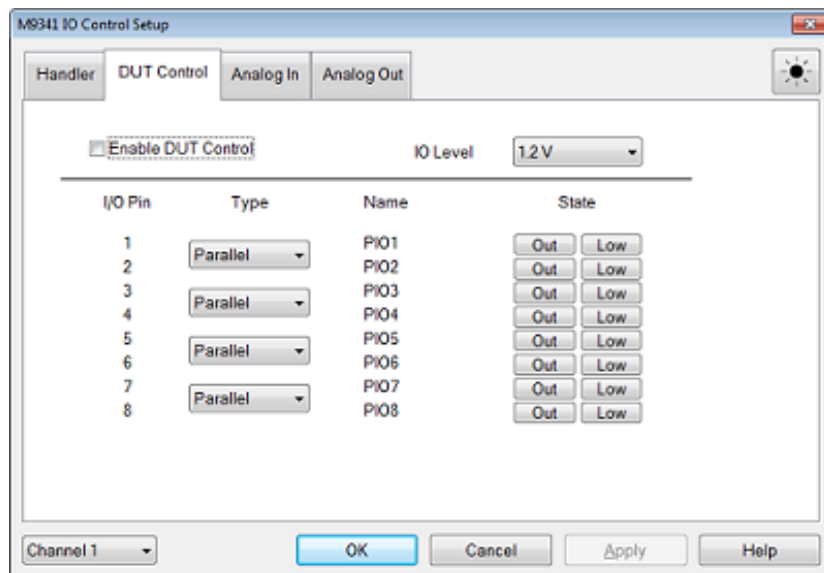 M9341 IO Control Setup
Handler DUT Control Analog In Analog Out
Enable DUT Control IO Level 1.2 V
I/O Pin Type Name State
1 PIO1 Out Low
Parallel
2 PIO2 Out Low
3 PIO3 Out Low
Parallel
4 PIO4 Out Low
5 PIO5 Out Low
Parallel
6 PIO6 Out Low
7 PIO7 Out Low
Parallel
8 PIO8 Out Low
Channel 1 OK Cancel Apply Help